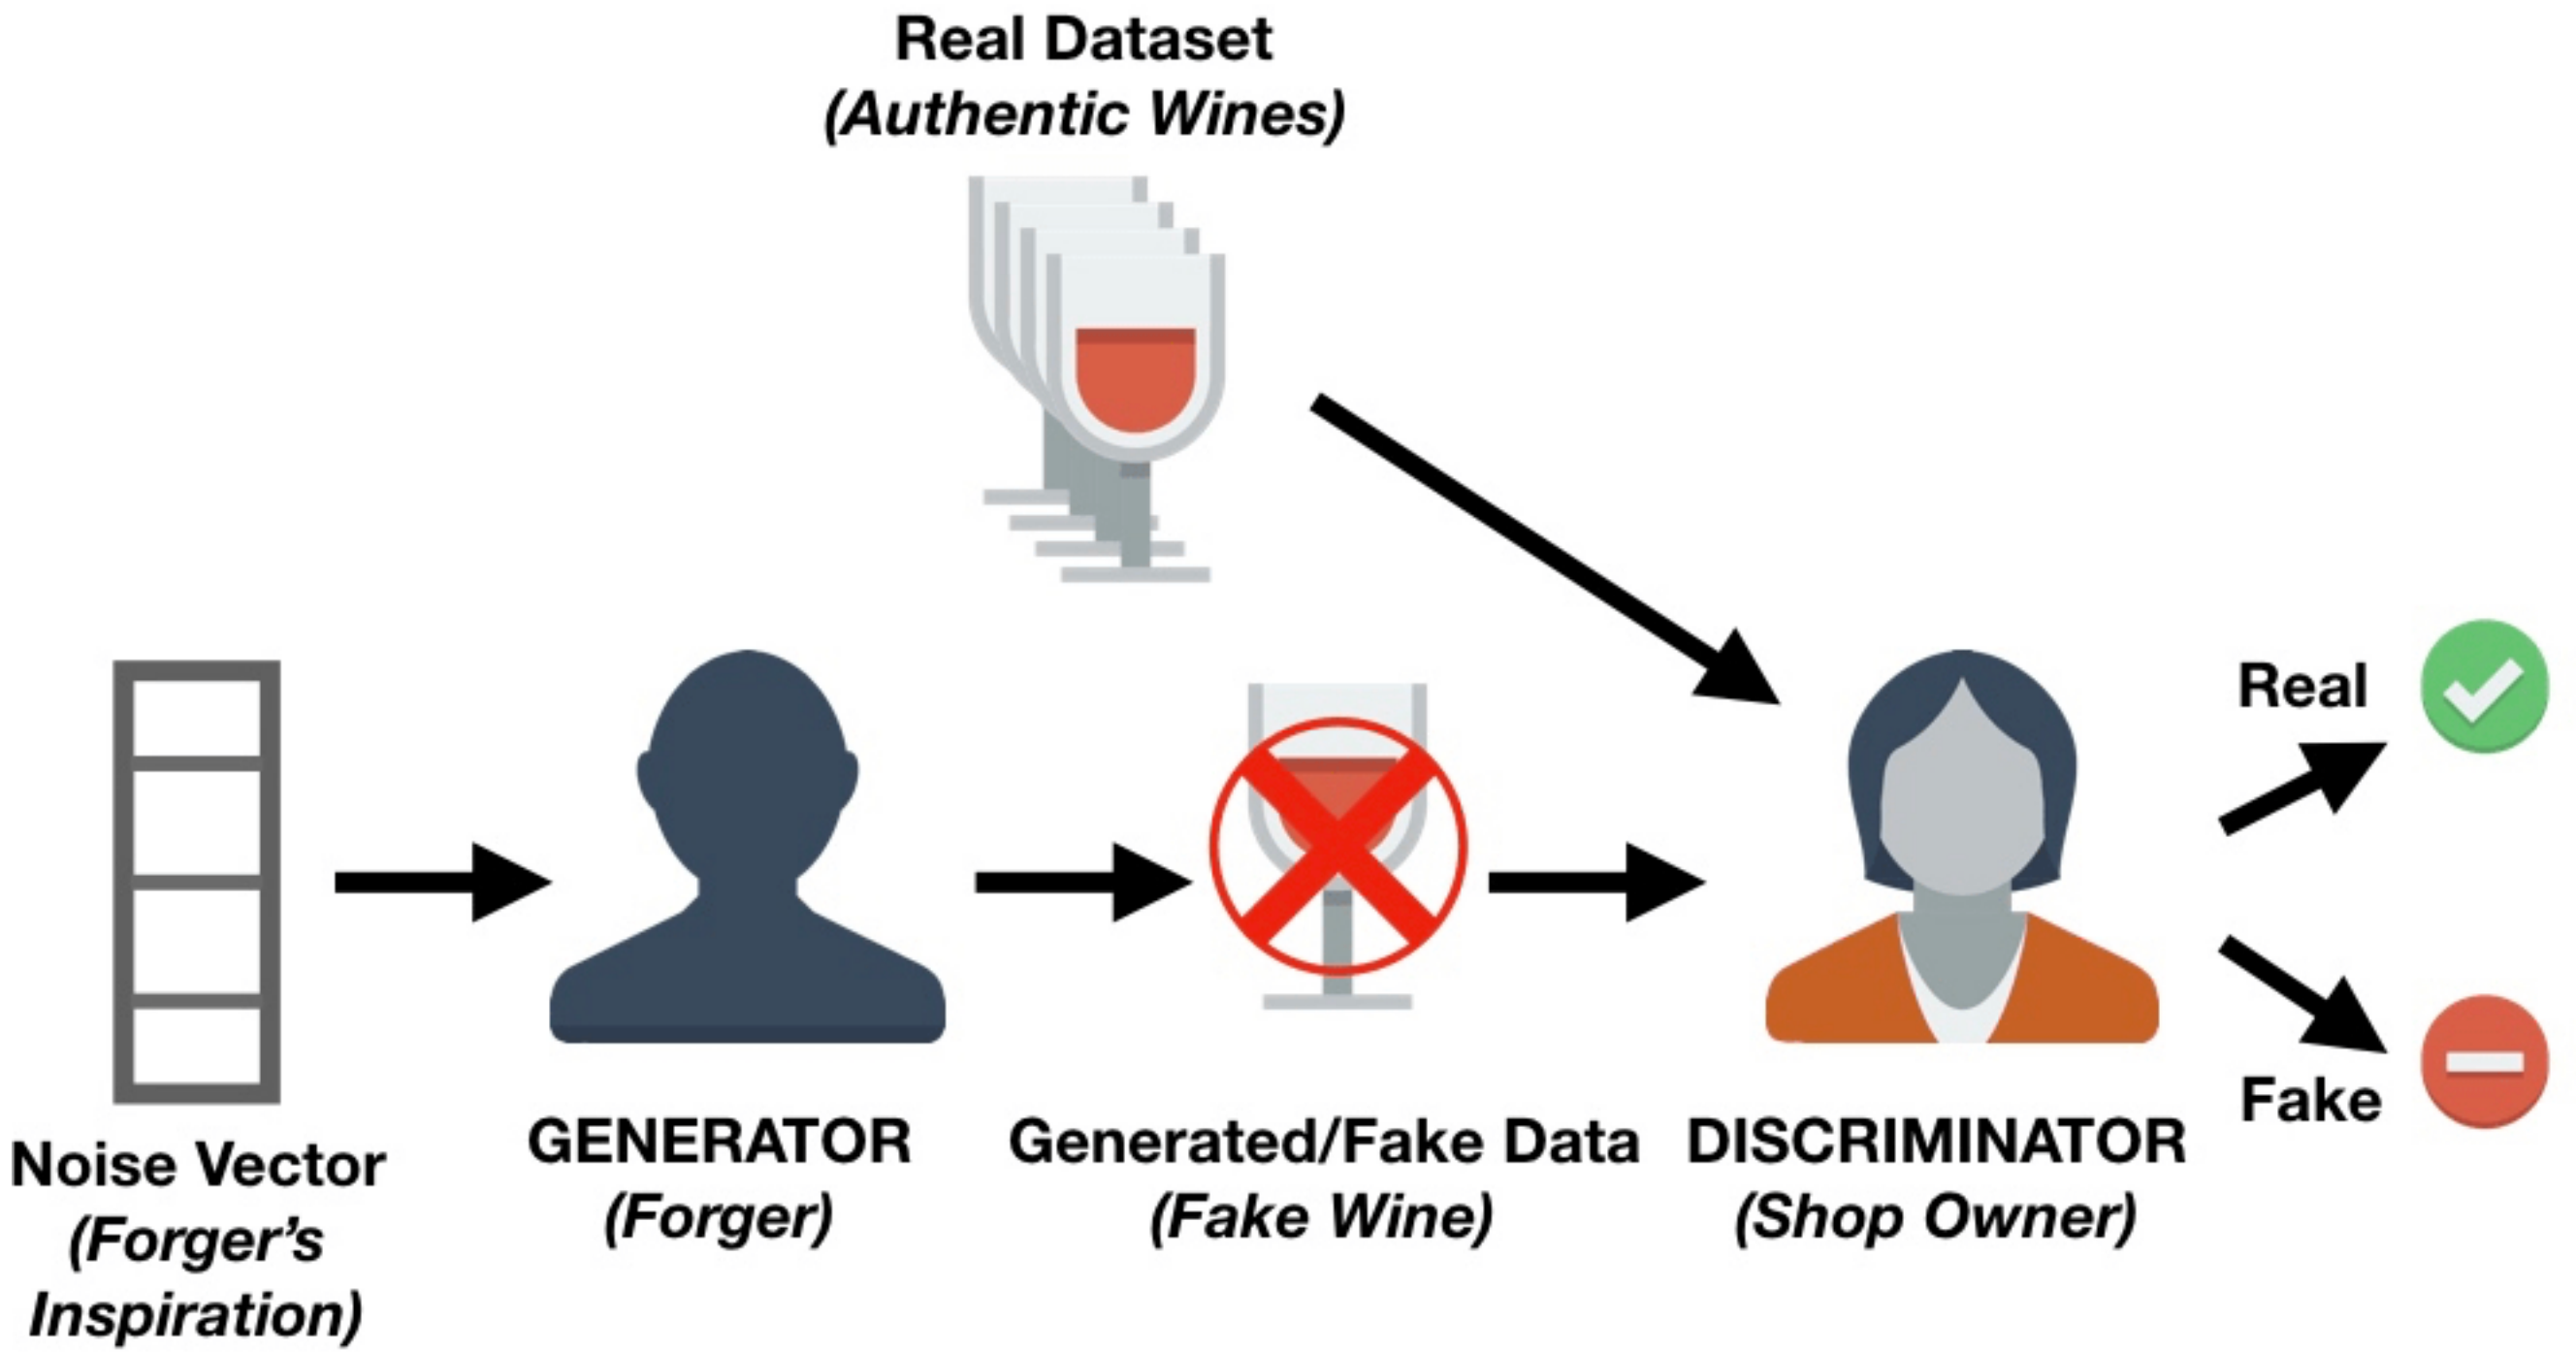 Real Dataset
(Authentic Wines)
Real
Fake
Noise Vector
(Forger’s
Inspiration)
GENERATOR
(Forger)
Generated/Fake Data
(Fake Wine)
DISCRIMINATOR
(Shop Owner)